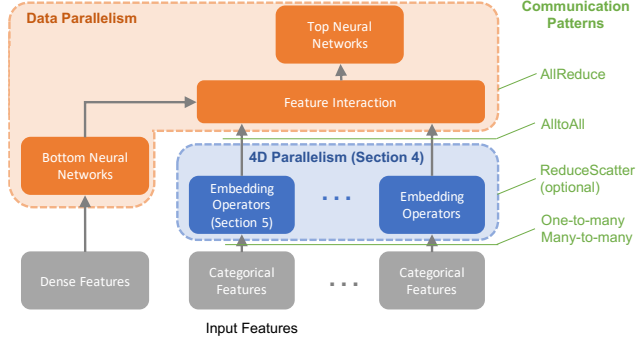 Communication
Patterns
Data Parallelism
Top Neural
Networks
AllReduce
Feature Interaction
AlltoAll
Bottom Neural
Networks
4D Parallelism (Section 4)
ReduceScatter
(optional)
Embedding
Operators
(Section 5)
...
Embedding
Operators
One-to-many
Many-to-many
Dense Features
Categorical
Features
...
Categorical
Features
Input Features